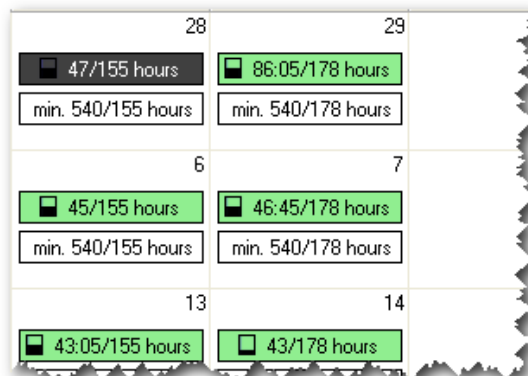 28 29
47/155 hours 86:05/178 hours
min. 540/155 hours min. 540/178 hours
6 7
45/155 hours 46:45/178 hours
min. 540/155 hours min. 540/178 hours
13 14
43:05/155 hours 43/178 hours